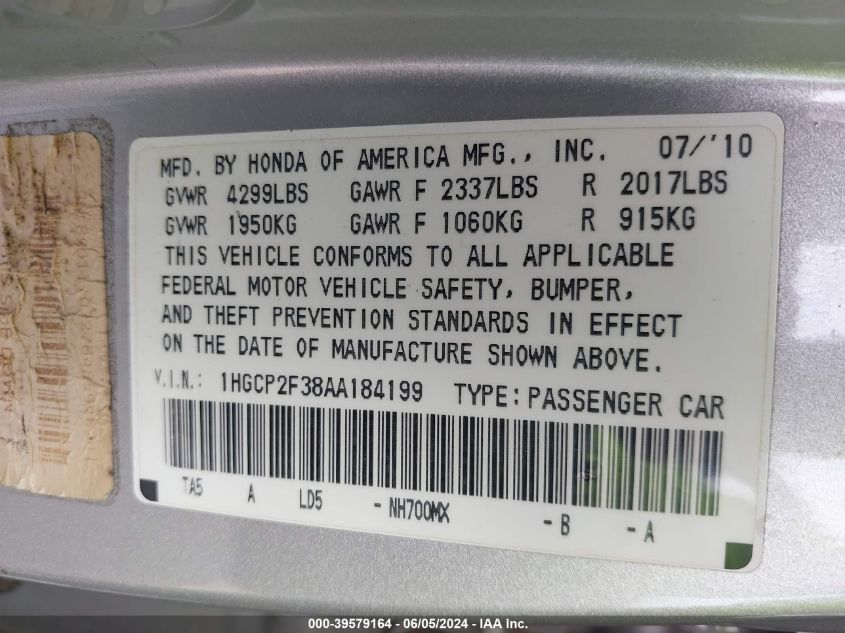 MFD. BY HONDA OF AMERICA MFG., INC. 07/'10
GVWR 4299LBS GAWR F 2337LBS R 2017LBS
GVWR 1950KG GAWR F 1060KG R 915KG
THIS VEHICLE CONFORMS TO ALL APPLICABLE
FEDERAL MOTOR VEHICLE SAFETY, BUMPER,
AND THEFT PREVENTION STANDARDS IN EFFECT
ON THE DATE OF MANUFACTURE SHOWN ABOVE.
V.I.N.: 1HGCP2F38AA184199 TYPE: PASSENGER CAR
TA5 A LD5 - NH700MX - B - A
000-39579164 - 06/05/2024 - IAA Inc.